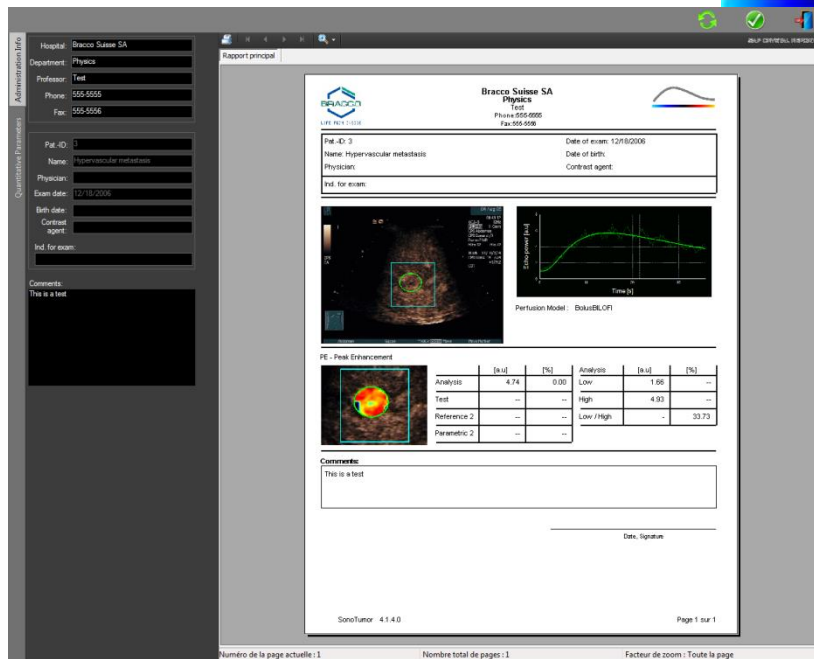 Administration Info
Quantitative Parameters
Hospital: Bracco Suisse SA
Department: Physics
Professor: Test
Phone: 555-5555
Fax: 555-5556
Pat.-ID: 3
Name: Hypervascular metastasis
Physician:
Exam date: 12/18/2006
Birth date:
Contrast agent:
Ind. for exam:
Comments:
This is a test
Rapport principal
BRACCO
LIFE FROM INSIDE
Bracco Suisse SA
Physics
Test
Phone:555-5555
Fax:555-5556
Pat.-ID: 3 Date of exam: 12/18/2006
Name: Hypervascular metastasis Date of birth:
Physician: Contrast agent:
Ind. for exam:
Echo-power [a.u]
Time [s]
Perfusion Model : BolusBILOFI
PE - Peak Enhancement
[a.u] [%] Analysis [a.u] [%]
Analysis 4.74 0.00 Low 1.66 --
Test -- -- High 4.93 --
Reference 2 -- -- Low / High - 33.73
Parametric 2 -- --
Comments:
This is a test
Date, Signature
SonoTumor 4.1.4.0 Page 1 sur 1
Numéro de la page actuelle : 1 Nombre total de pages : 1 Facteur de zoom : Toute la page